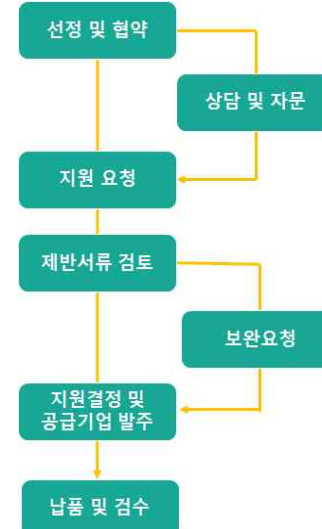 선정 및 협약
상담 및 자문
지원 요청
제반서류 검토
보완요청
지원결정 및
공급기업 발주
납품 및 검수